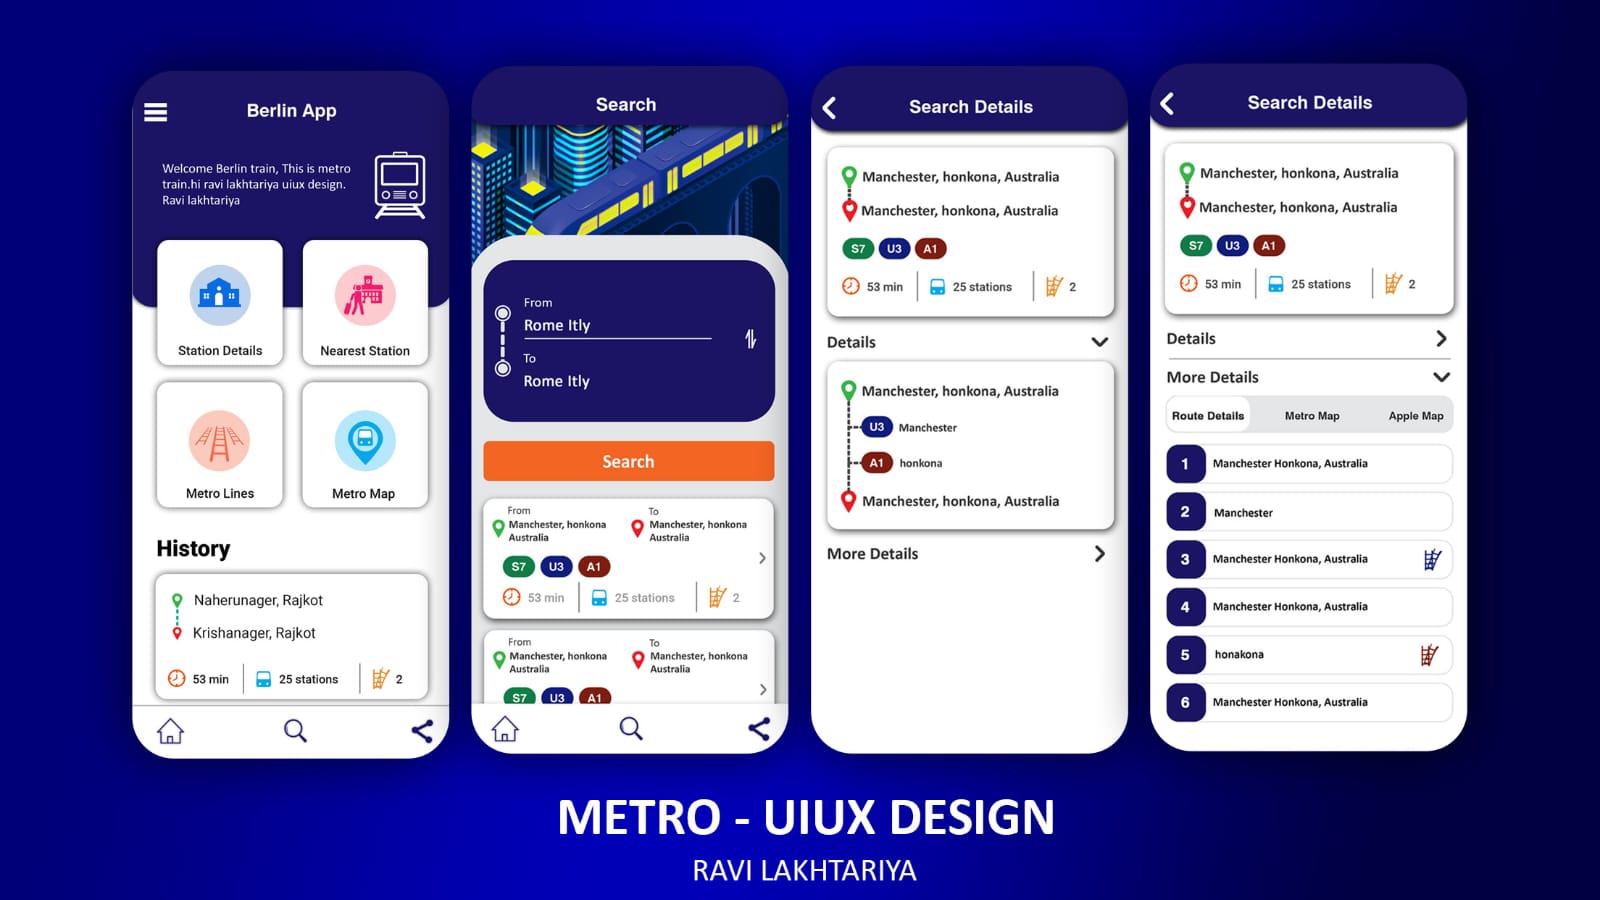 Berlin App
Welcome Berlin train, This is metro
train.hi ravi lakhtariya uiux design.
Ravi lakhtariya
Station Details
Nearest Station
Metro Lines
Metro Map
History
Naherunager, Rajkot
Krishanager, Rajkot
53 min
25 stations
2
Search
From
Rome Itly
To
Rome Itly
Search
From
Manchester, honkona
Australia
To
Manchester, honkona
Australia
S7 U3 A1
53 min
25 stations
2
From
Manchester, honkona
Australia
To
Manchester, honkona
Australia
S7 U3 A1
Search Details
Manchester, honkona, Australia
Manchester, honkona, Australia
S7 U3 A1
53 min
25 stations
2
Details
Manchester, honkona, Australia
U3 Manchester
A1 honkona
Manchester, honkona, Australia
More Details
Search Details
Manchester, honkona, Australia
Manchester, honkona, Australia
S7 U3 A1
53 min
25 stations
2
Details
More Details
Route Details
Metro Map
Apple Map
1 Manchester Honkona, Australia
2 Manchester
3 Manchester Honkona, Australia
4 Manchester Honkona, Australia
5 honakona
6 Manchester Honkona, Australia
METRO - UIUX DESIGN
RAVI LAKHTARIYA